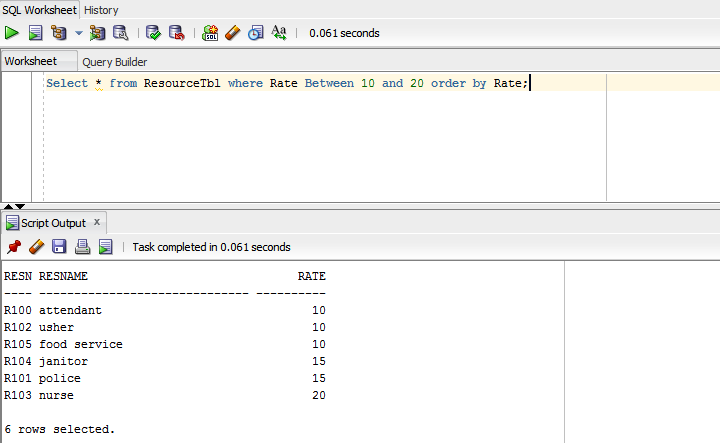 SQL Worksheet History
0.061 seconds
Worksheet Query Builder
Select * from ResourceTbl where Rate Between 10 and 20 order by Rate;
Script Output x
Task completed in 0.061 seconds
RESN RESNAME                        RATE
---- ------------------------------ ----------
R100 attendant                      10
R102 usher                          10
R105 food service                   10
R104 janitor                        15
R101 police                         15
R103 nurse                          20
6 rows selected.